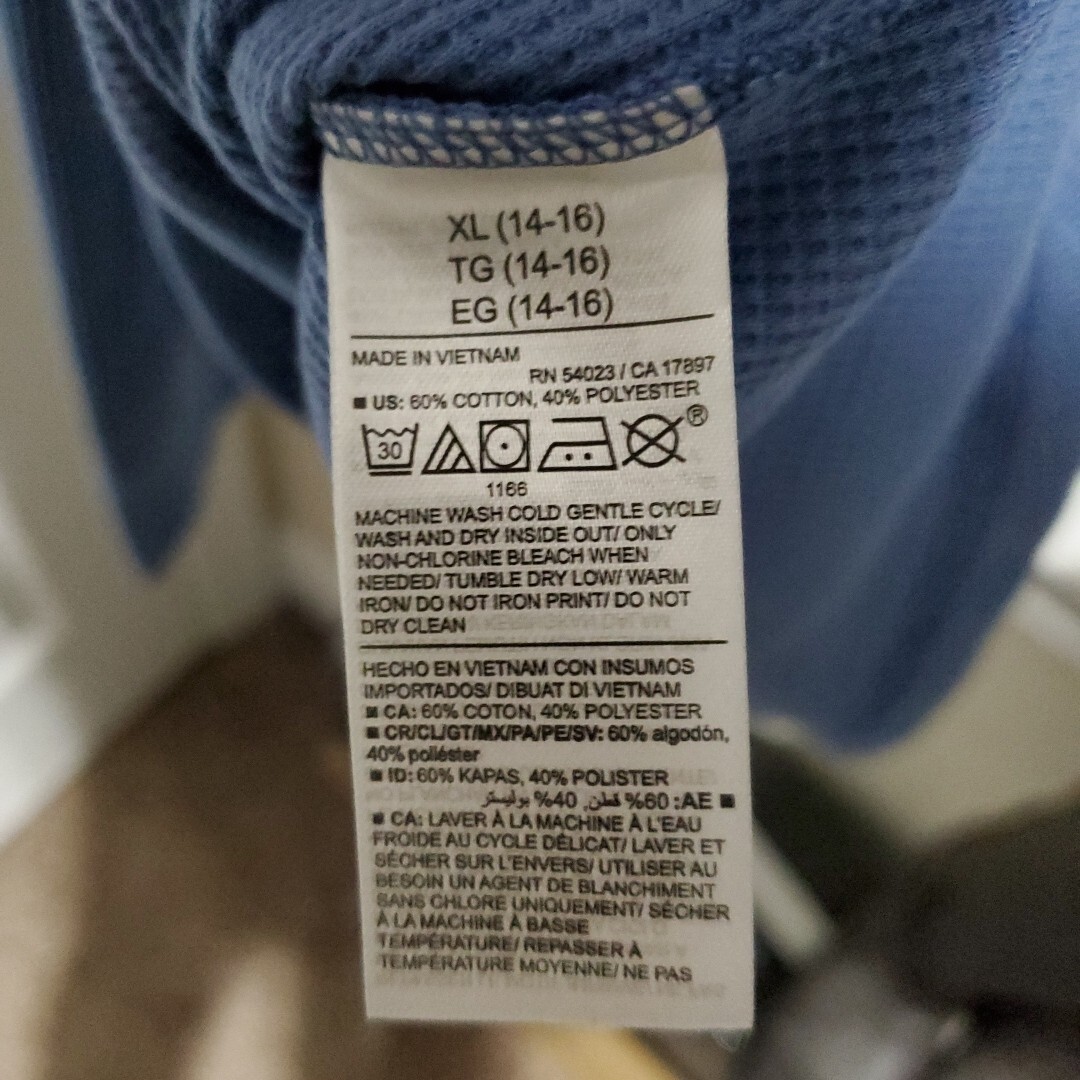 XL (14-16)
TG (14-16)
EG (14-16)
MADE IN VIETNAM
RN 54023 / CA 17897
■ US: 60% COTTON, 40% POLYESTER
30
®
1166
MACHINE WASH COLD GENTLE CYCLE/
WASH AND DRY INSIDE OUT/ ONLY
NON-CHLORINE BLEACH WHEN
NEEDED/ TUMBLE DRY LOW/ WARM
IRON/ DO NOT IRON PRINT/ DO NOT
DRY CLEAN
HECHO EN VIETNAM CON INSUMOS
IMPORTADOS/ DIBUAT DI VIETNAM
■ CA: 60% COTON, 40% POLYESTER
■ CR/CL/GT/MX/PA/PE/SV: 60% algodón,
40% poliéster
■ ID: 60% KAPAS, 40% POLISTER
■ AE: 60% قطن, 40% بوليستر
■ CA: LAVER À LA MACHINE À L'EAU
FROIDE AU CYCLE DÉLICAT/ LAVER ET
SÉCHER SUR L'ENVERS/ UTILISER AU
BESOIN UN AGENT DE BLANCHIMENT
SANS CHLORE UNIQUEMENT/ SÉCHER
À LA MACHINE À BASSE
TEMPÉRATURE/ REPASSER À
TEMPÉRATURE MOYENNE/ NE PAS